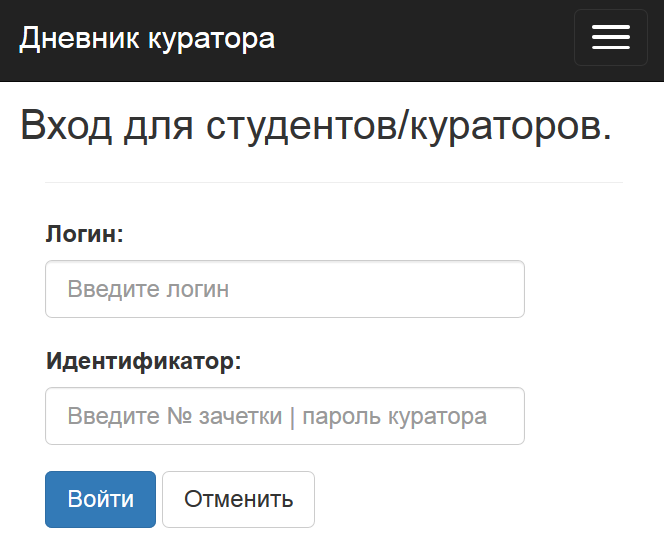 Дневник куратора
Вход для студентов/кураторов.
Логин:
Введите логин
Идентификатор:
Введите № зачетки | пароль куратора
Войти Отменить